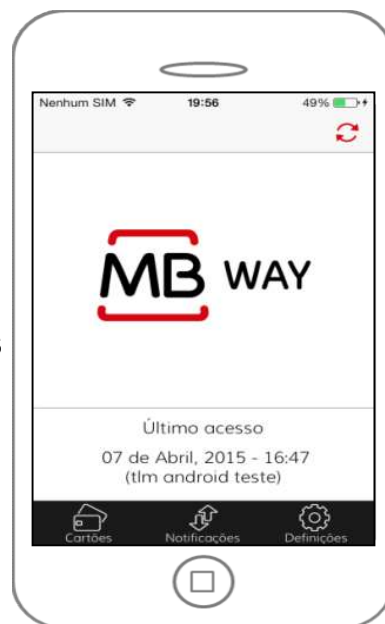 Nenhum SIM 19:56 49%
MB WAY
Último acesso
07 de Abril, 2015 - 16:47
(tlm android teste)
Cartões Notificações Definições